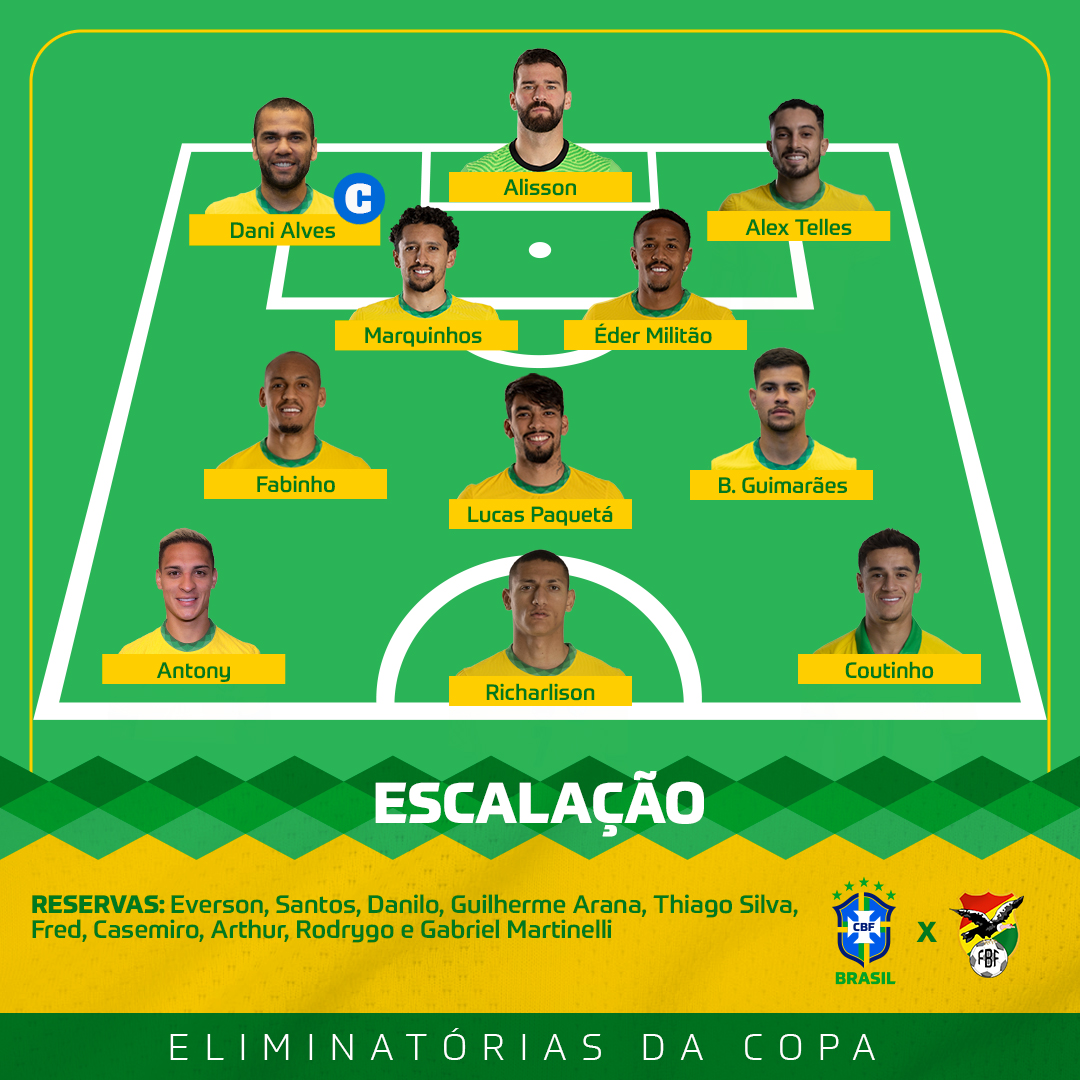 Alisson
Dani Alves
C
Alex Telles
Marquinhos
Éder Militão
Fabinho
Lucas Paquetá
B. Guimarães
Antony
Richarlison
Coutinho
ESCALAÇÃO
RESERVAS: Everson, Santos, Danilo, Guilherme Arana, Thiago Silva,
Fred, Casemiro, Arthur, Rodrygo e Gabriel Martinelli
CBF
BRASIL
X
FBF
ELIMINATÓRIAS DA COPA